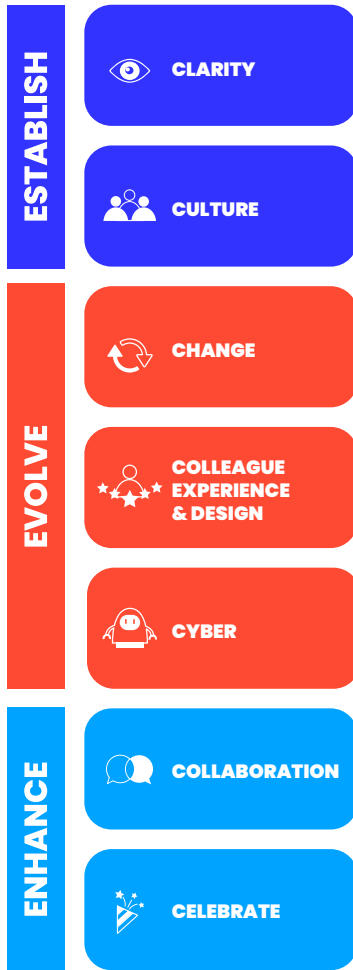 ESTABLISH
CLARITY
CULTURE
EVOLVE
CHANGE
COLLEAGUE
EXPERIENCE
& DESIGN
CYBER
ENHANCE
COLLABORATION
CELEBRATE